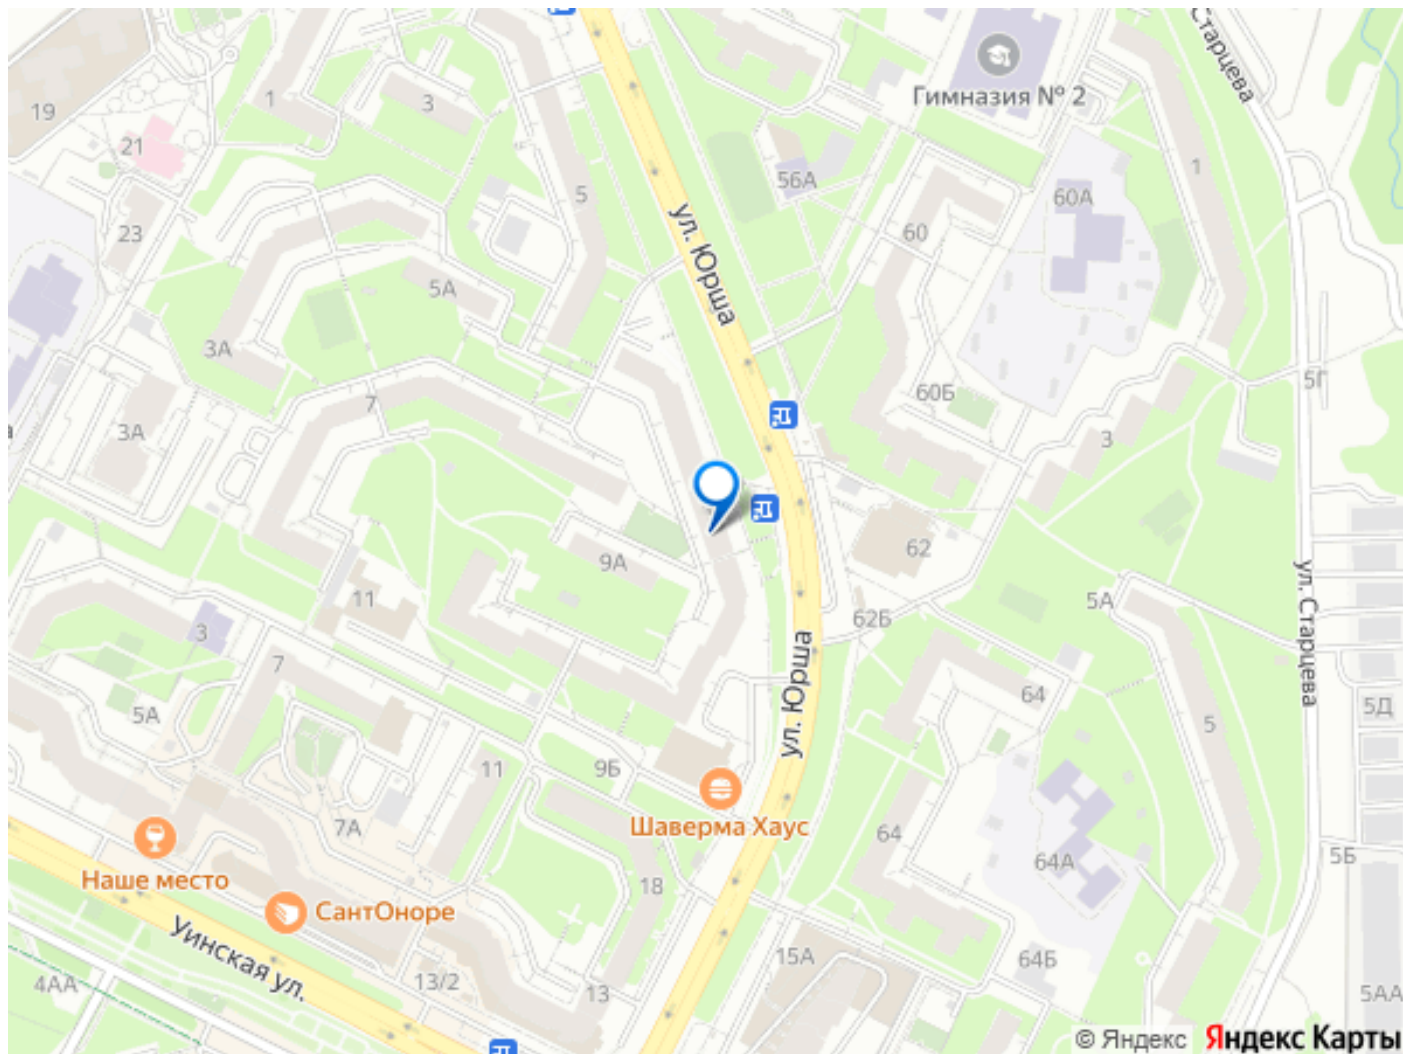 Старцева
Гимназия № 2
1
3
19
21
5
56А
1
60А
23
60
ул. Юрша
5А
3А
60Б
5Г
7
3А
3
а
62
9А
ул. Старцева
11
5А
62Б
3
7
64
ул. Юрша
5А
5Д
5
11
9Б
Шаверма Хаус
7А
64
5Б
64А
Наше место
18
СантОноре
Уинская ул.
15А
64Б
4АА
13/2
13
5АА
© Яндекс
Яндекс Карты